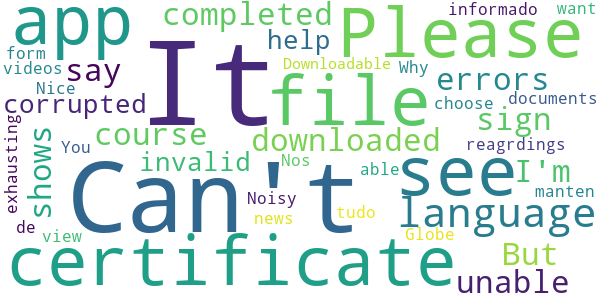 app completed Please informado want
form videos say help Downloadable Why errors
Nice It file choose documents
corrupted course downloaded sign
exhausting shows You invalid Nos reagrdings
Can't able see I'm manten
de Noisy tudo language
view news Globe But
certificate unable